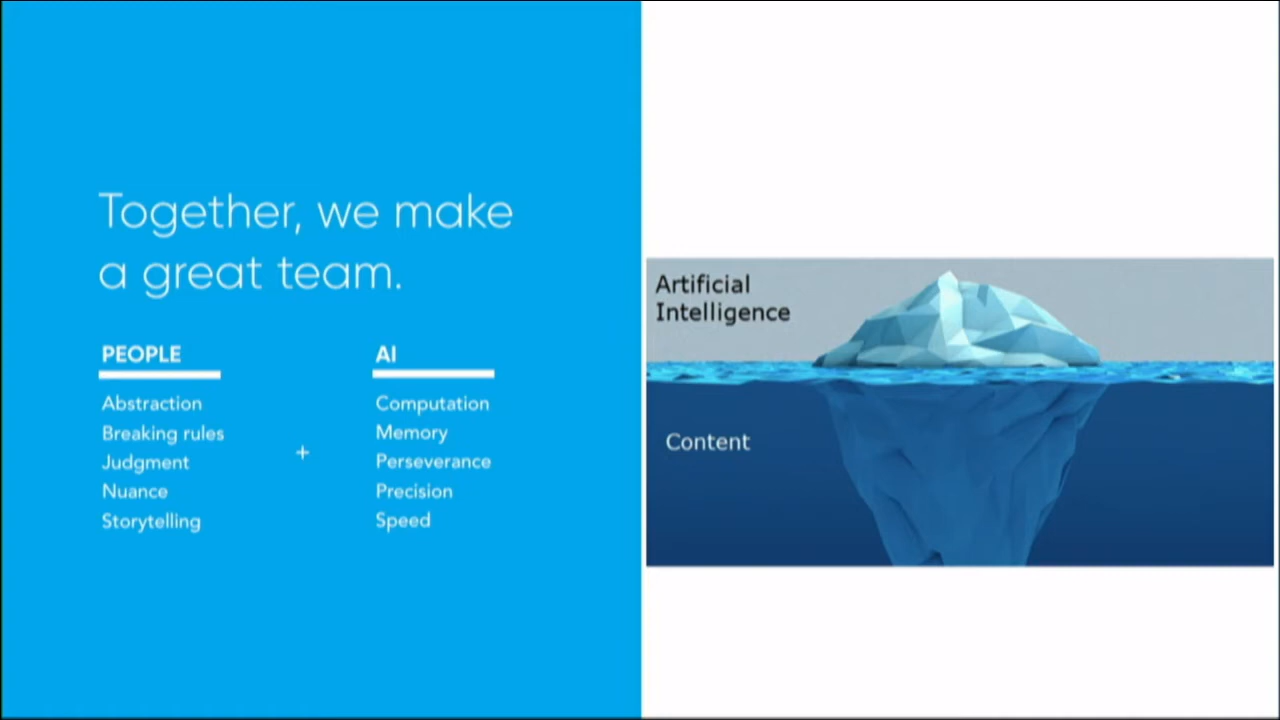 Together, we make
a great team.
PEOPLE
Abstraction
Breaking rules
Judgment
Nuance
Storytelling
+
AI
Computation
Memory
Perseverance
Precision
Speed
Artificial
Intelligence
Content